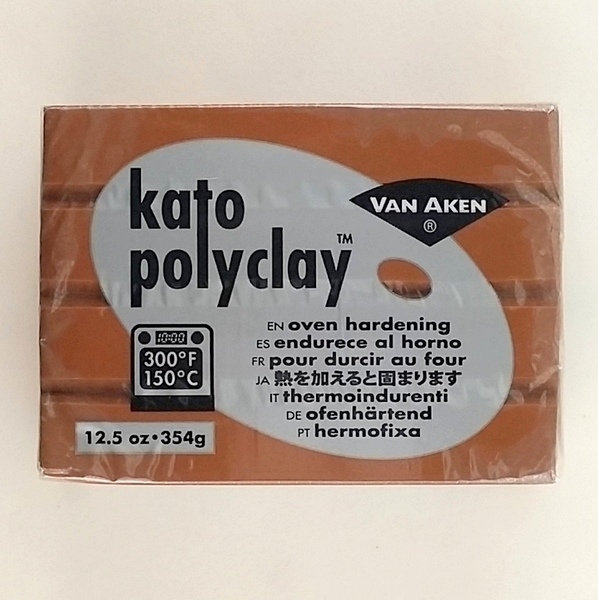 kato
polyclay™
VAN AKEN
®
EN oven hardening
ES endurece al horno
FR pour durcir au four
JA 熱を加えると固まります
IT thermoindurenti
DE ofenhärtend
PT hermofixa
10:00
300°F
150°C
12.5 oz•354g